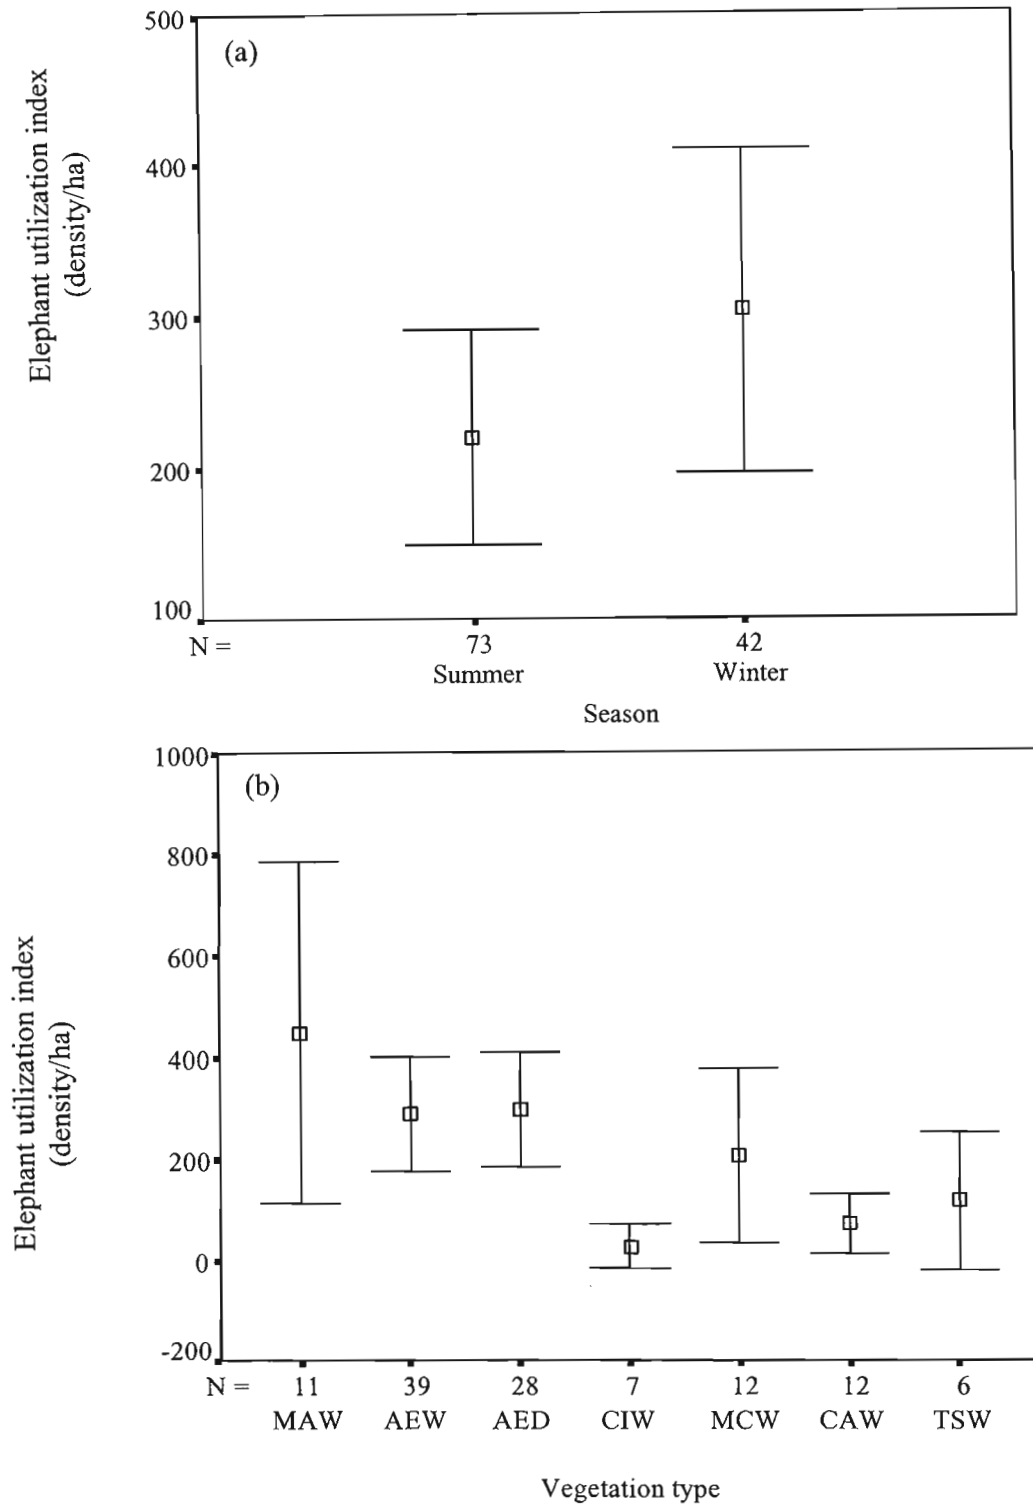 500
(a)
400
300
200
100
Elephant utilization index
(density/ha)
N =
73
42
Summer
Winter
Season
1000
(b)
800
600
400
200
0
-200
Elephant utilization index
(density/ha)
N = 11 39 28 7 12 12 6
MAW AEW AED CIW MCW CAW TSW
Vegetation type